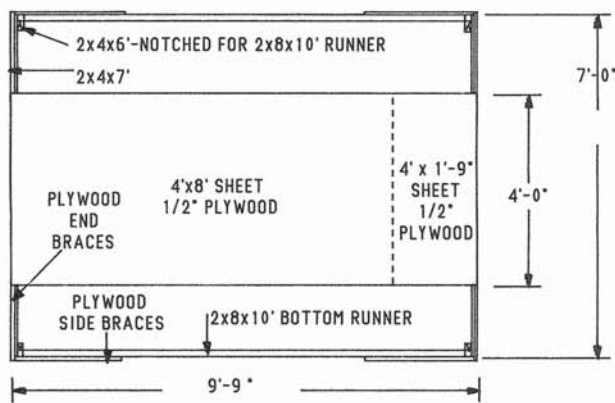 2x4x6'-NOTCHED FOR 2x8x10' RUNNER
2x4x7'
7'-0"
4'x8' SHEET
1/2" PLYWOOD
4' x 1'-9"
SHEET
1/2"
PLYWOOD
4'-0"
PLYWOOD
END
BRACES
PLYWOOD
SIDE BRACES
2x8x10' BOTTOM RUNNER
9'-9 "